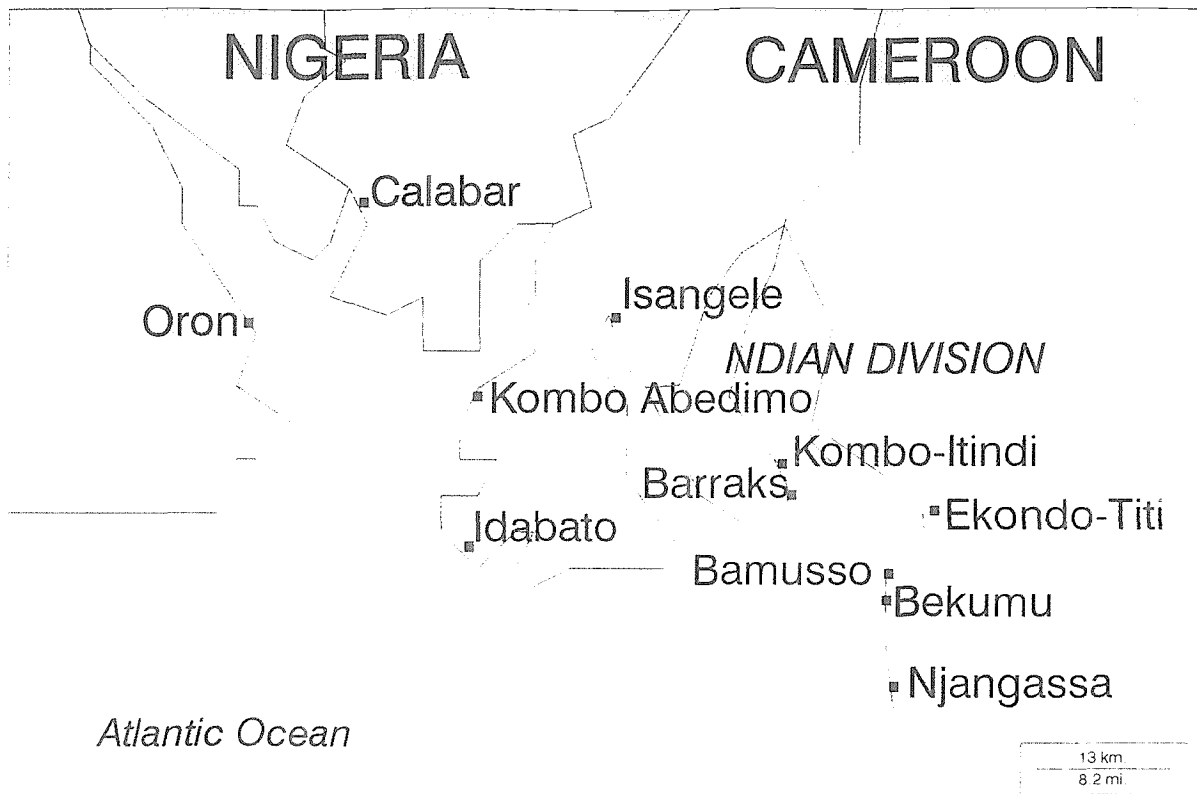 NIGERIA
CAMEROON
Calabar
Isangele
Oron
NDIAN DIVISION
Kombo Abedimo
Kombo-Itindi
Barraks
Ekondo-Titi
Idabato
Bamusso
Bekumu
Njangassa
Atlantic Ocean
13 km.
8.2 mi.